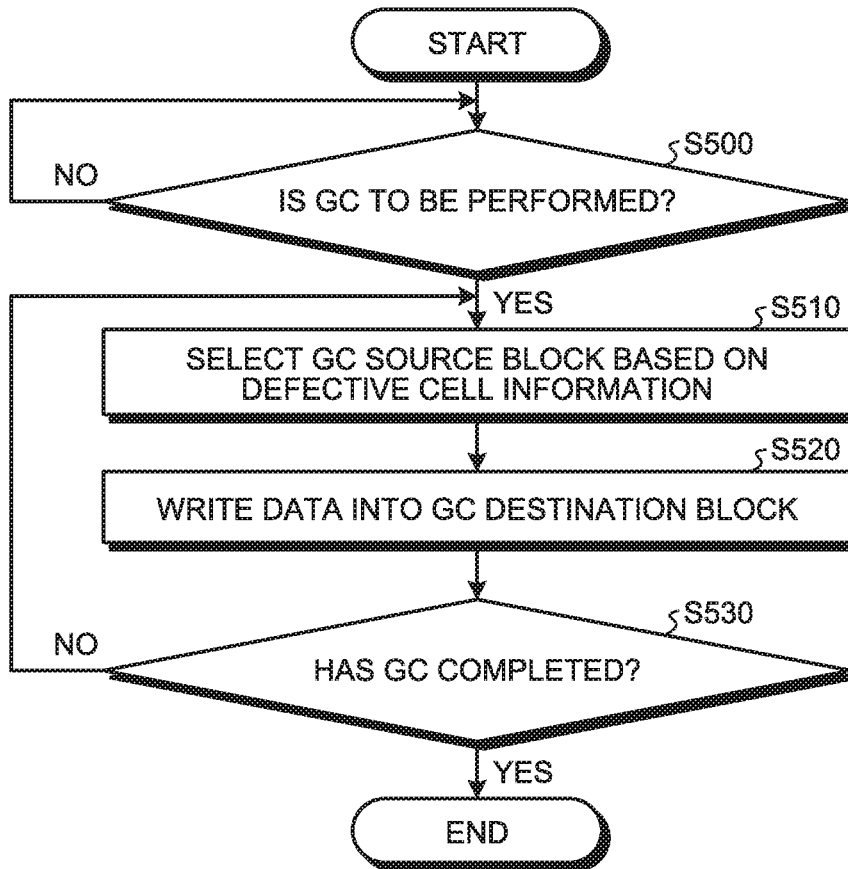 START
S500
NO
IS GC TO BE PERFORMED?
YES
S510
SELECT GC SOURCE BLOCK BASED ON
DEFECTIVE CELL INFORMATION
S520
WRITE DATA INTO GC DESTINATION BLOCK
S530
NO
HAS GC COMPLETED?
YES
END